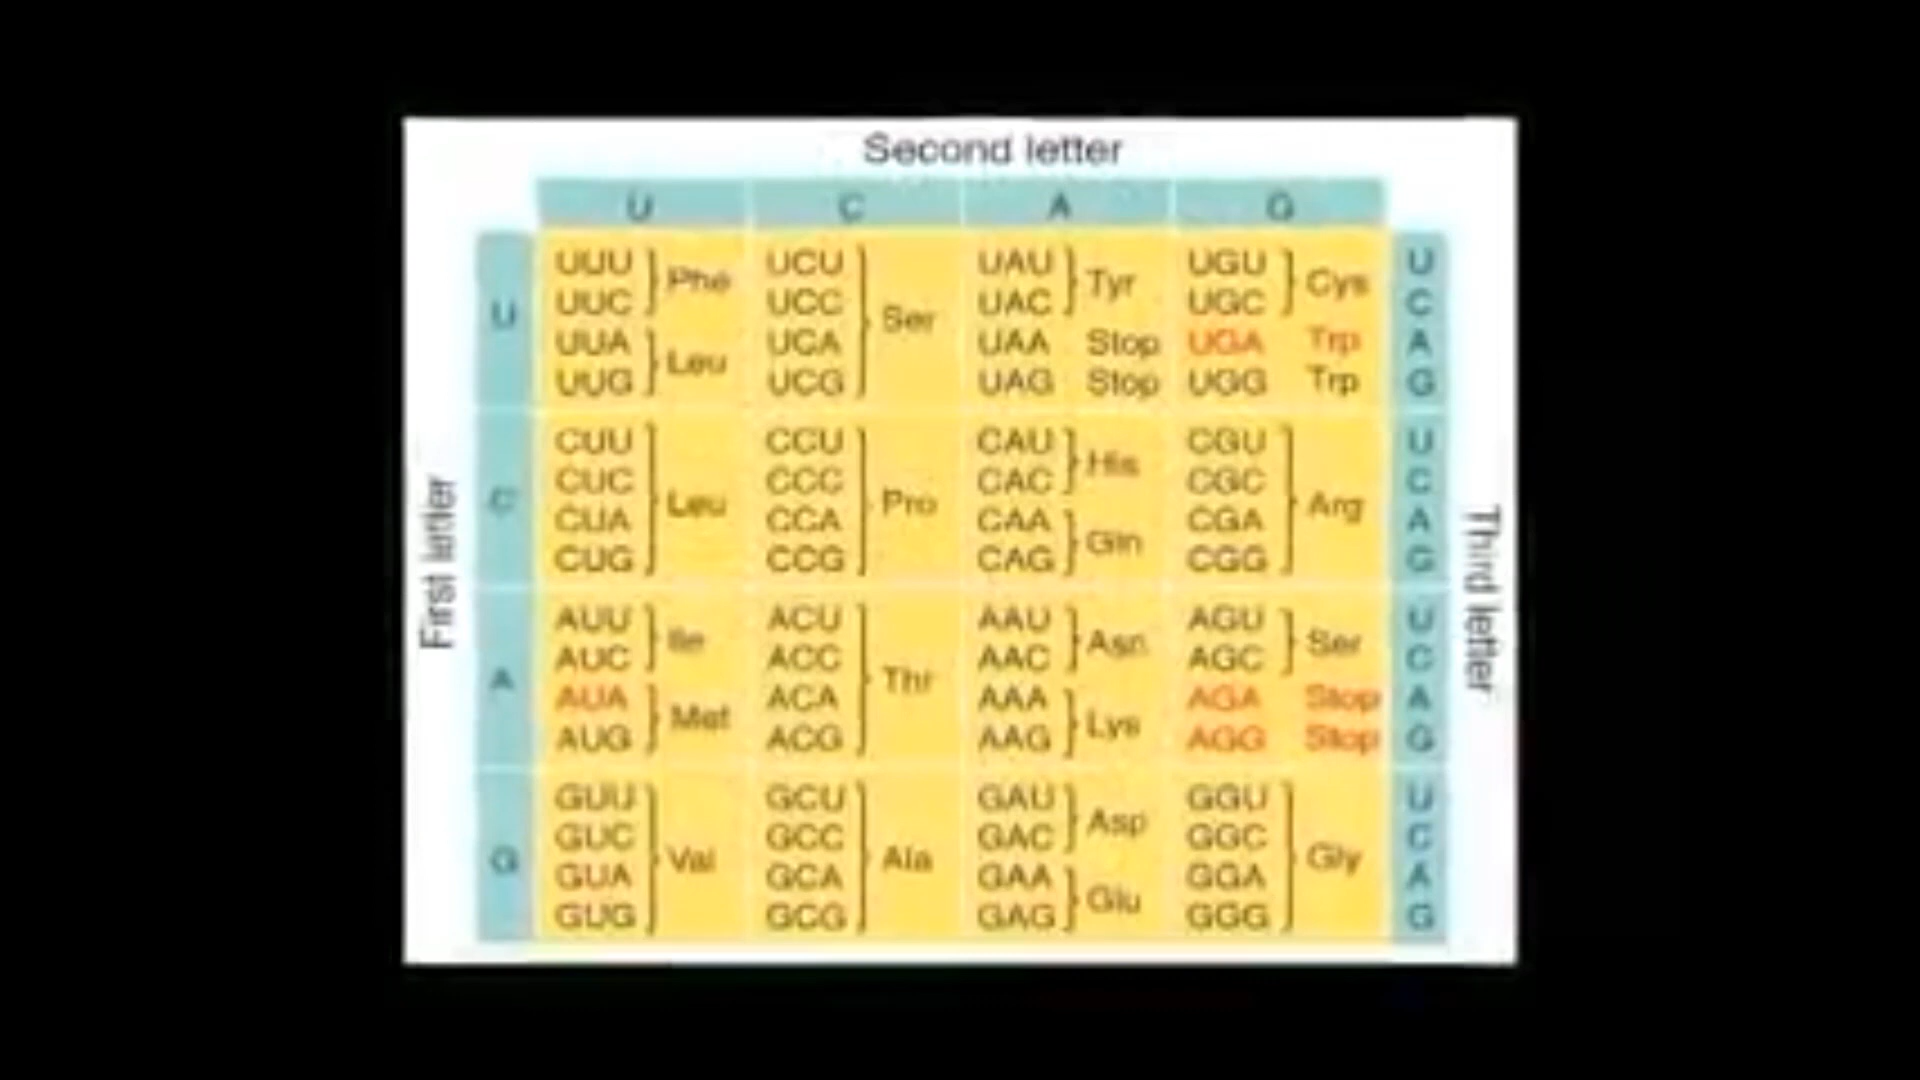 Second letter
U C A G
First letter
Third letter
U
UUU UCU UAU UGU U
Phe Tyr Cys
UUC UCC UAC UGC C
Ser
UUA UCA UAA Stop UGA Trp A
Leu
UUG UCG UAG Stop UGG Trp G
C
CUU CCU CAU CGU U
His
CUC CCC CAC CGC C
Leu Pro Arg
CUA CCA CAA CGA A
Gln
CUG CCG CAG CGG G
A
AUU ACU AAU AGU U
Ile Asn Ser
AUC ACC AAC AGC C
Thr
AUA ACA AAA AGA Stop A
Met Lys
AUG ACG AAG AGG Stop G
G
GUU GCU GAU GGU U
Asp
GUC GCC GAC GGC C
Val Ala Gly
GUA GCA GAA GGA A
Glu
GUG GCG GAG GGG G